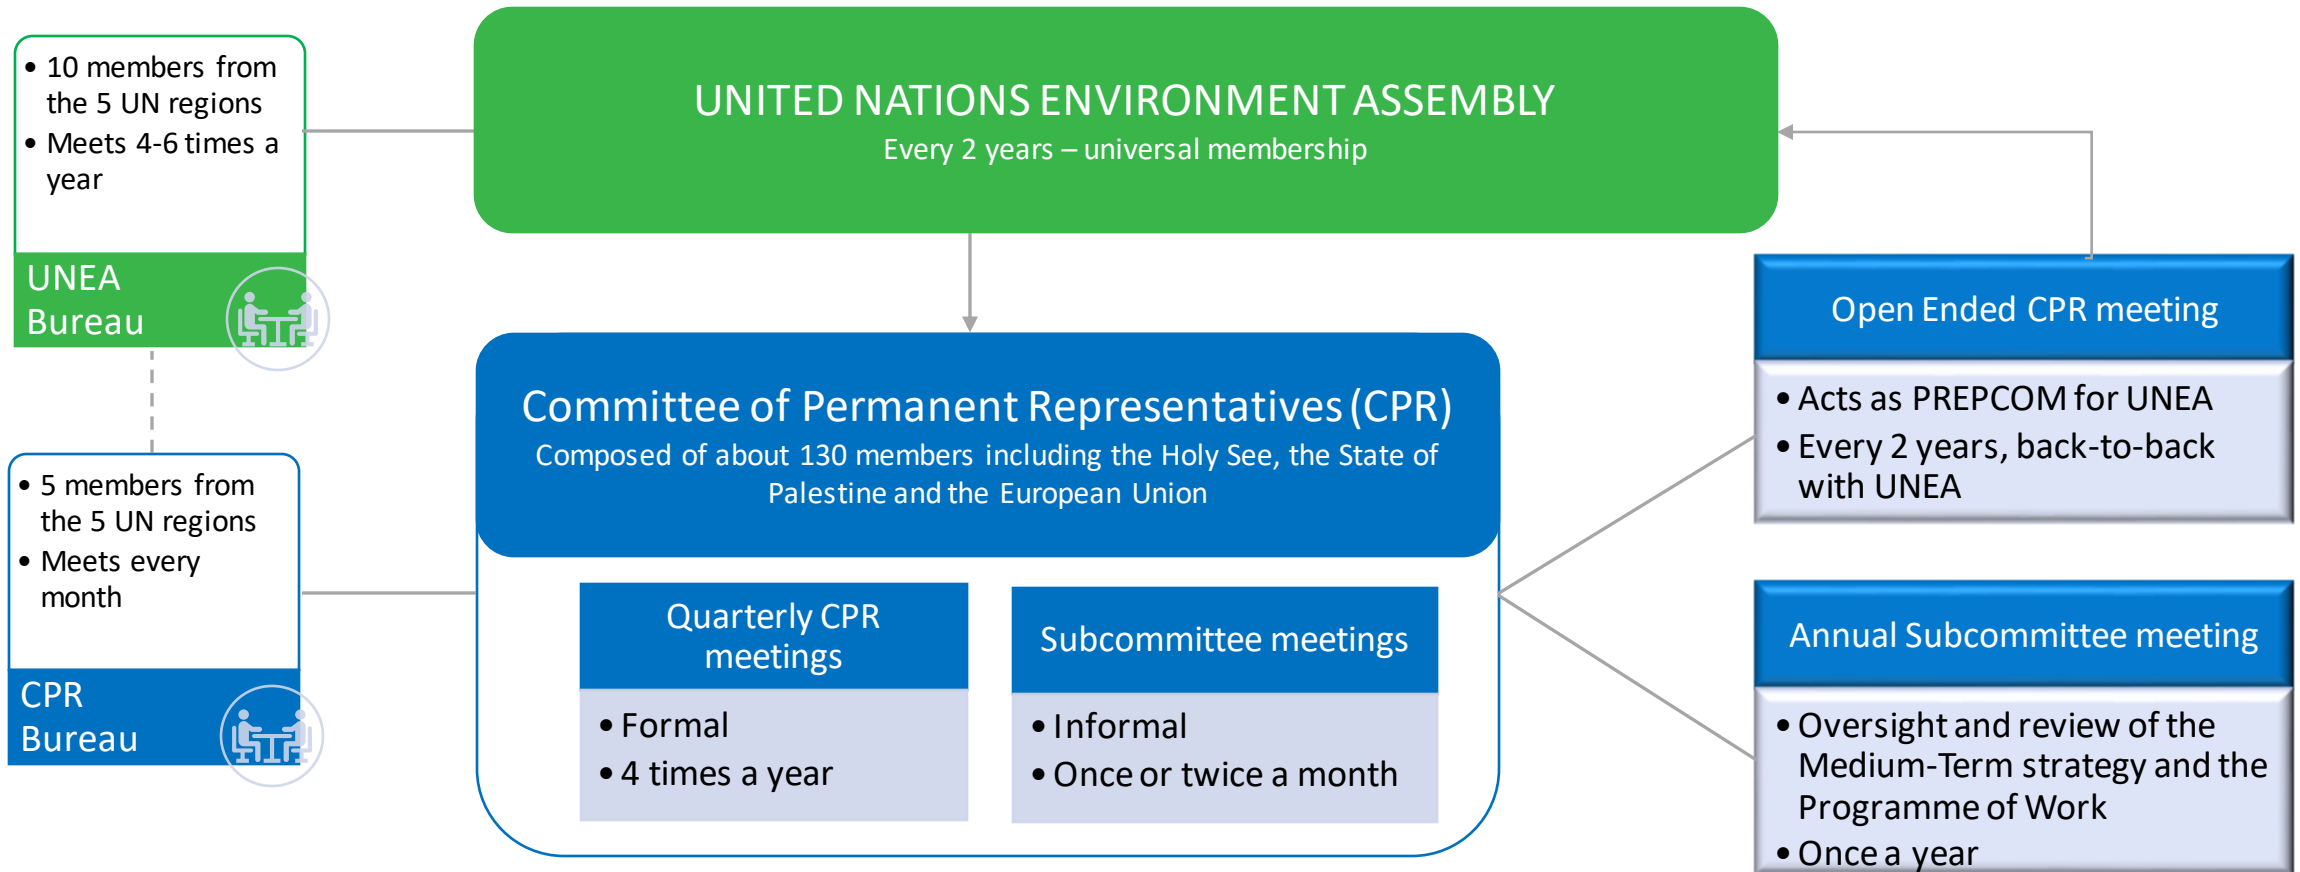 • 10 members from
the 5 UN regions
• Meets 4-6 times a
year
UNEA
Bureau
UNITED NATIONS ENVIRONMENT ASSEMBLY
Every 2 years – universal membership
• 5 members from
the 5 UN regions
• Meets every
month
CPR
Bureau
Committee of Permanent Representatives (CPR)
Composed of about 130 members including the Holy See, the State of
Palestine and the European Union
Quarterly CPR
meetings
• Formal
• 4 times a year
Subcommittee meetings
• Informal
• Once or twice a month
Open Ended CPR meeting
• Acts as PREPCOM for UNEA
• Every 2 years, back-to-back
with UNEA
Annual Subcommittee meeting
• Oversight and review of the
Medium-Term strategy and the
Programme of Work
• Once a year